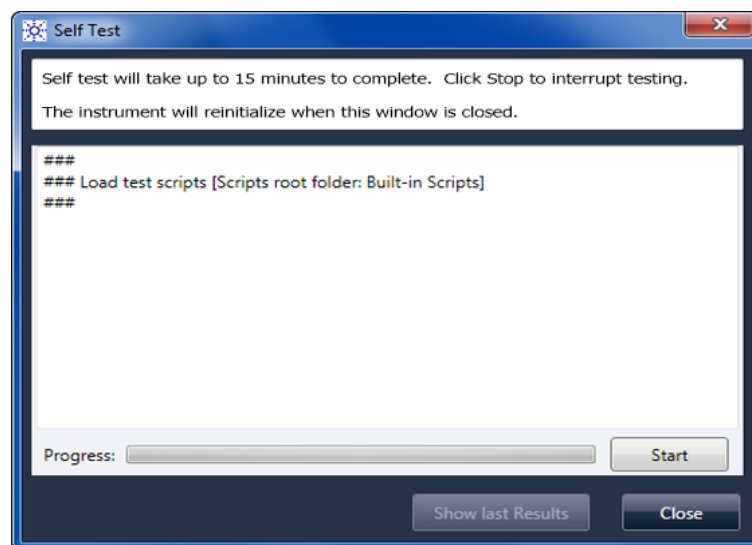 Self Test
Self test will take up to 15 minutes to complete.  Click Stop to interrupt testing.
The instrument will reinitialize when this window is closed.
###
### Load test scripts [Scripts root folder: Built-in Scripts]
###
Progress:
Start
Show last Results
Close